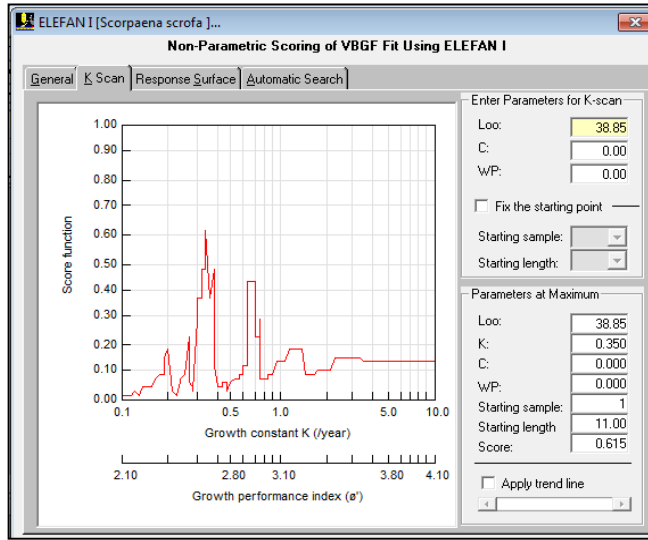 ELEFAN I [Scorpaena scrofa ]...
Non-Parametric Scoring of VBGF Fit Using ELEFAN I
General K Scan Response Surface Automatic Search
Score function
1.00
0.90
0.80
0.70
0.60
0.50
0.40
0.30
0.20
0.10
0.00
0.1 0.5 1.0 5.0 10.0
Growth constant K (/year)
2.10 2.80 3.10 3.80 4.10
Growth performance index (ø')
Enter Parameters for K-scan
Loo: 38.85
C: 0.00
WP: 0.00
Fix the starting point
Starting sample:
Starting length:
Parameters at Maximum
Loo: 38.85
K: 0.350
C: 0.000
WP: 0.000
Starting sample: 1
Starting length 11.00
Score: 0.615
Apply trend line